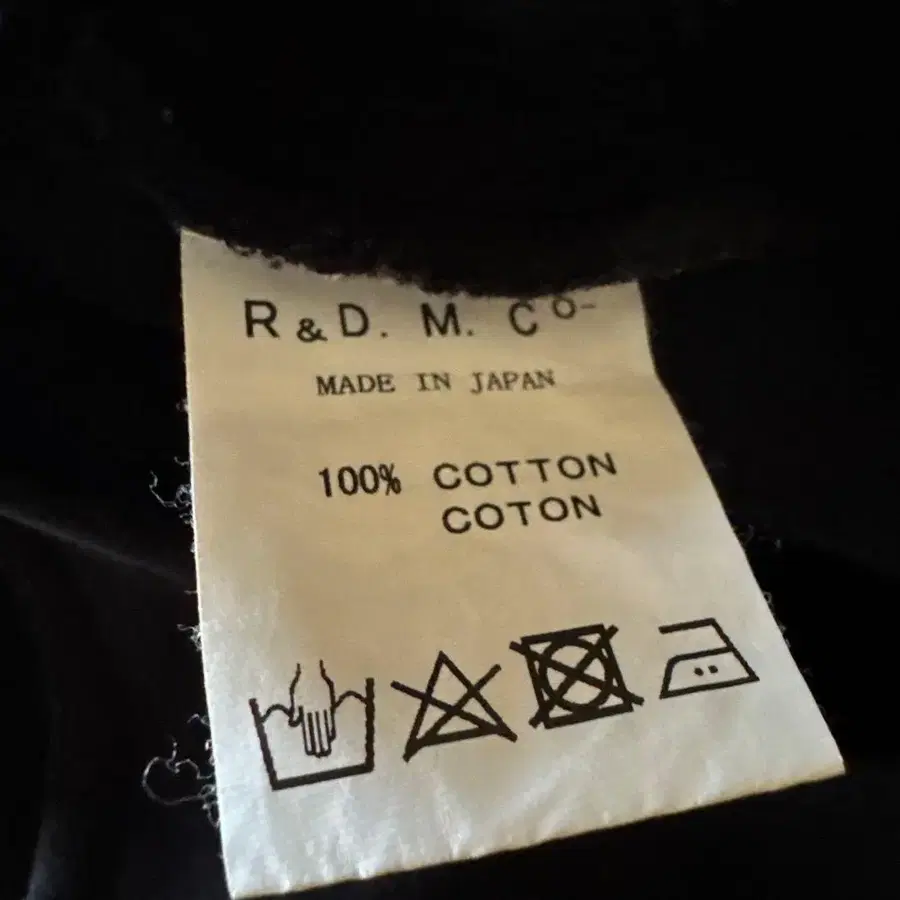 R & D. M. Co-
MADE IN JAPAN
100% COTTON
COTON